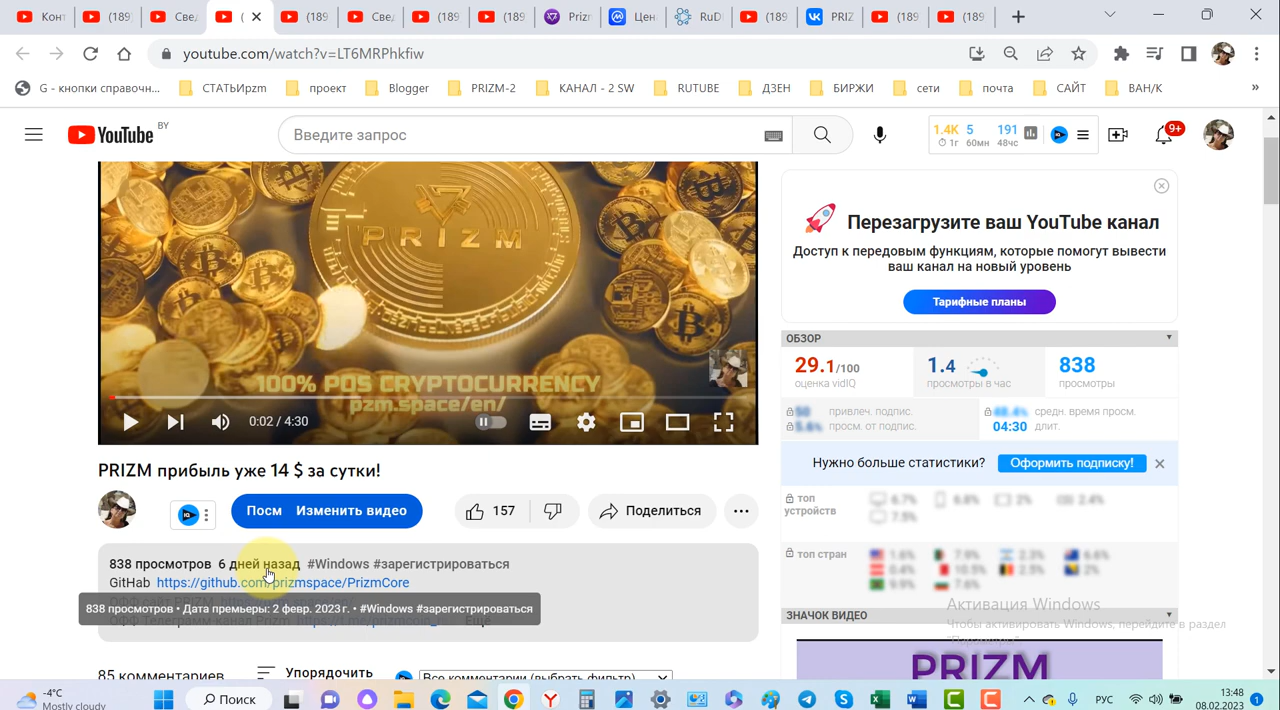 Конт
(189
Све,
(
(189
Све,
(189
(189
Prizm
Цен
RuD
(189
PRIZ
(189
(189
youtube.com/watch?v=LT6MRPhkfiw
G - кнопки справочн...
СТАТЬИpzm
проект
Blogger
PRIZM-2
КАНАЛ - 2 SW
RUTUBE
ДЗЕН
БИРЖИ
сети
почта
САЙТ
ВАН/К
»
YouTube BY
Введите запрос
1.4K 5 191
1г 60мн 48чс
9+
PRIZM
100% POS CRYPTOCURRENCY
pzm.space/en/
0:02 / 4:30
PRIZM прибыль уже 14 $ за сутки!
Посм
Изменить видео
157
Поделиться
838 просмотров 6 дней назад #Windows #зарегистрироваться
GitHab https://github.com/prizmspace/PrizmCore
838 просмотров • Дата премьеры: 2 февр. 2023 г. • #Windows #зарегистрироваться
ОФФ Телеграмм-канал Prizm
Ещё
85 комментариев
Упорядочить
Все комментарии (выбрать фильтр)
Перезагрузите ваш YouTube канал
Доступ к передовым функциям, которые помогут вывести
ваш канал на новый уровень
Тарифные планы
ОБЗОР
29.1/100
оценка vidIQ
1.4
просмотры в час
838
просмотры
привлеч. подпис.
просм. от подпис.
средн. время просм.
04:30 длит.
Нужно больше статистики?
Оформить подписку!
топ
устройств
топ стран
ЗНАЧОК ВИДЕО
PRIZM
Активация Windows
Чтобы активировать Windows, перейдите в раздел
"Параметры".
-4°C
Mostly cloudy
Поиск
РУС
13:48
08.02.2023
1